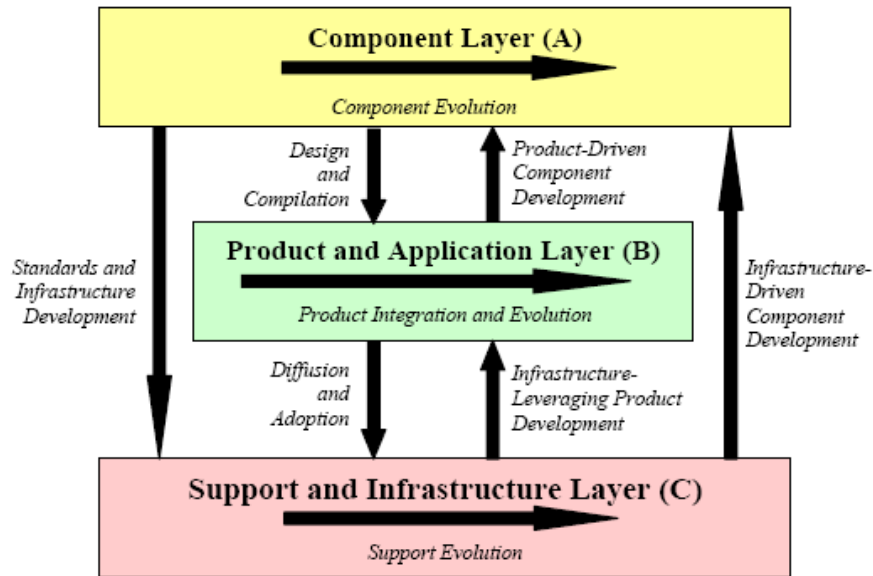 Component Layer (A)
Component Evolution
Design
and
Compilation
Product-Driven
Component
Development
Product and Application Layer (B)
Product Integration and Evolution
Standards and
Infrastructure
Development
Infrastructure-
Driven
Component
Development
Diffusion
and
Adoption
Infrastructure-
Leveraging Product
Development
Support and Infrastructure Layer (C)
Support Evolution